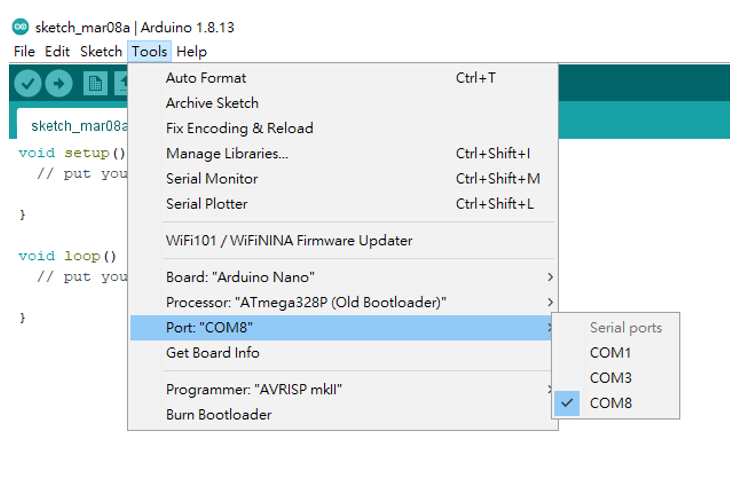 sketch_mar08a | Arduino 1.8.13
File Edit Sketch Tools Help
Auto Format Ctrl+T
Archive Sketch
Fix Encoding & Reload
Manage Libraries... Ctrl+Shift+I
Serial Monitor Ctrl+Shift+M
Serial Plotter Ctrl+Shift+L
WiFi101 / WiFiNINA Firmware Updater
Board: "Arduino Nano"
Processor: "ATmega328P (Old Bootloader)"
Port: "COM8"
Get Board Info
Programmer: "AVRISP mkII"
Burn Bootloader
Serial ports
COM1
COM3
COM8
sketch_mar08a
void setup()
// put you
}
void loop()
// put you
}